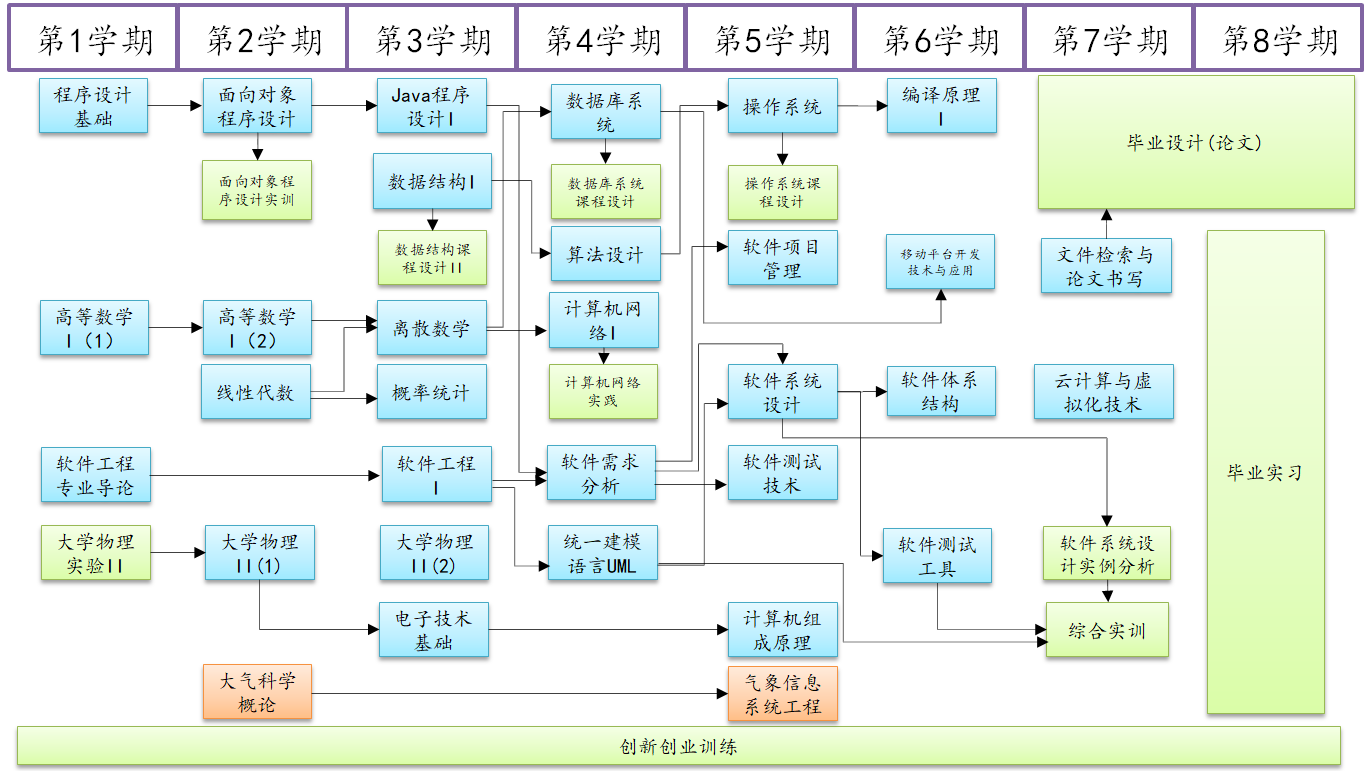 第1学期
第2学期
第3学期
第4学期
第5学期
第6学期
第7学期
第8学期
程序设计
基础
面向对象
程序设计
Java程序
设计I
数据库系
统
操作系统
编译原理
I
毕业设计(论文)
面向对象程
序设计实训
数据结构I
数据库系统
课程设计
操作系统课
程设计
数据结构课
程设计II
算法设计
软件项目
管理
移动平台开发
技术与应用
文件检索与
论文书写
高等数学
I（1）
高等数学
I（2）
离散数学
计算机网
络I
线性代数
概率统计
计算机网络
实践
软件系统
设计
软件体系
结构
云计算与虚
拟化技术
软件工程
专业导论
软件工程
I
软件需求
分析
软件测试
技术
毕业实习
大学物理
实验II
大学物理
II(1)
大学物理
II(2)
统一建模
语言UML
软件测试
工具
软件系统设
计实例分析
电子技术
基础
计算机组
成原理
综合实训
大气科学
概论
气象信息
系统工程
创新创业训练